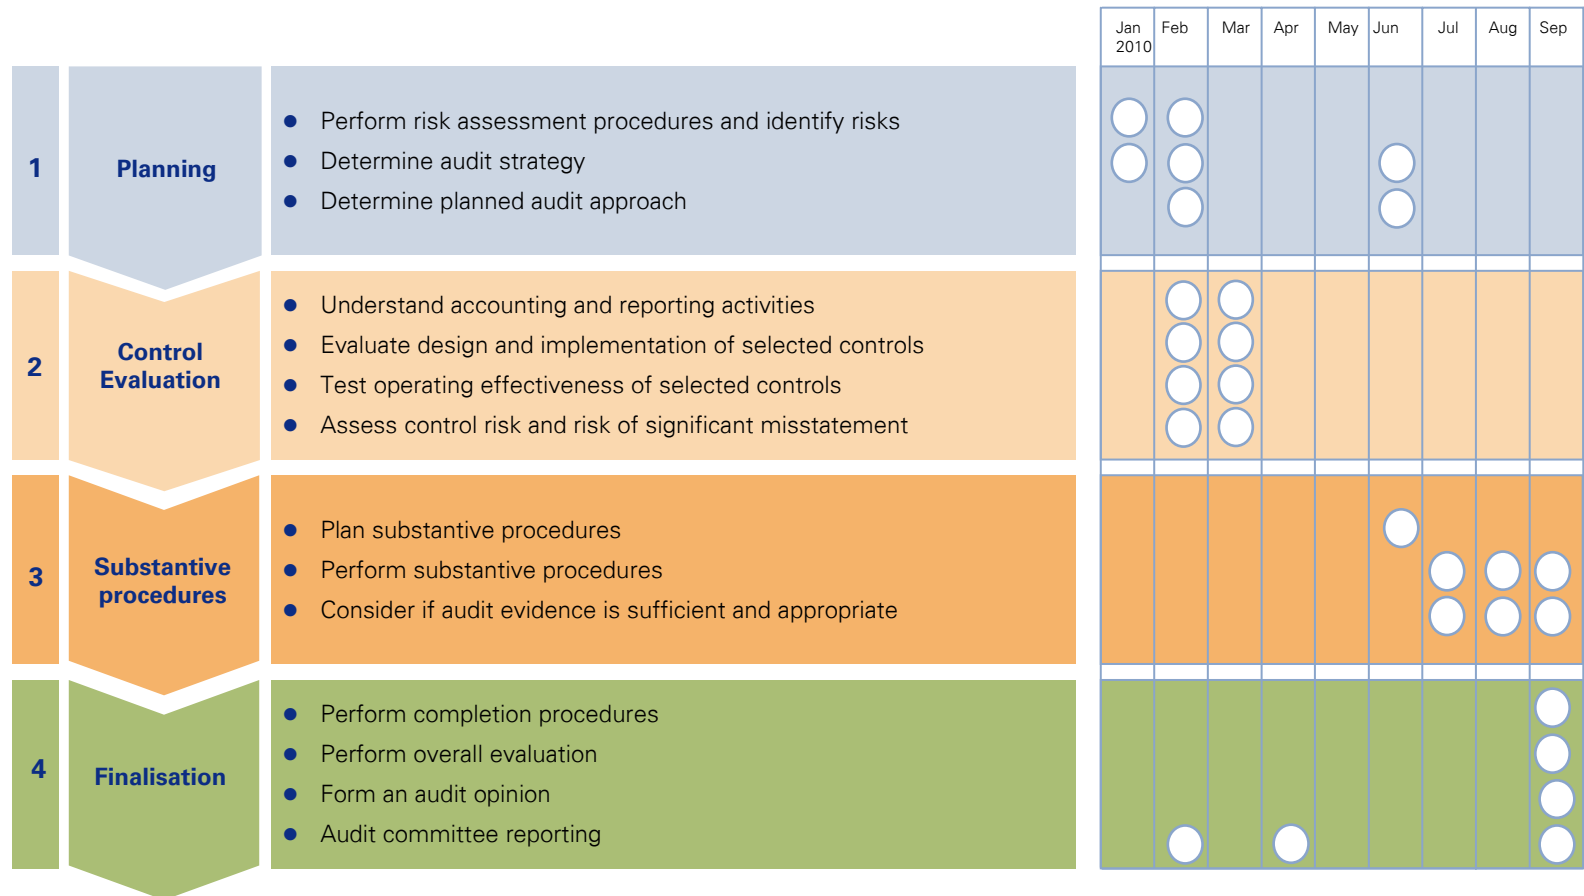 Jan Feb Mar Apr May Jun Jul Aug Sep
2010
1
Planning
● Perform risk assessment procedures and identify risks
● Determine audit strategy
● Determine planned audit approach
2
Control
Evaluation
● Understand accounting and reporting activities
● Evaluate design and implementation of selected controls
● Test operating effectiveness of selected controls
● Assess control risk and risk of significant misstatement
3
Substantive
procedures
● Plan substantive procedures
● Perform substantive procedures
● Consider if audit evidence is sufficient and appropriate
4
Finalisation
● Perform completion procedures
● Perform overall evaluation
● Form an audit opinion
● Audit committee reporting